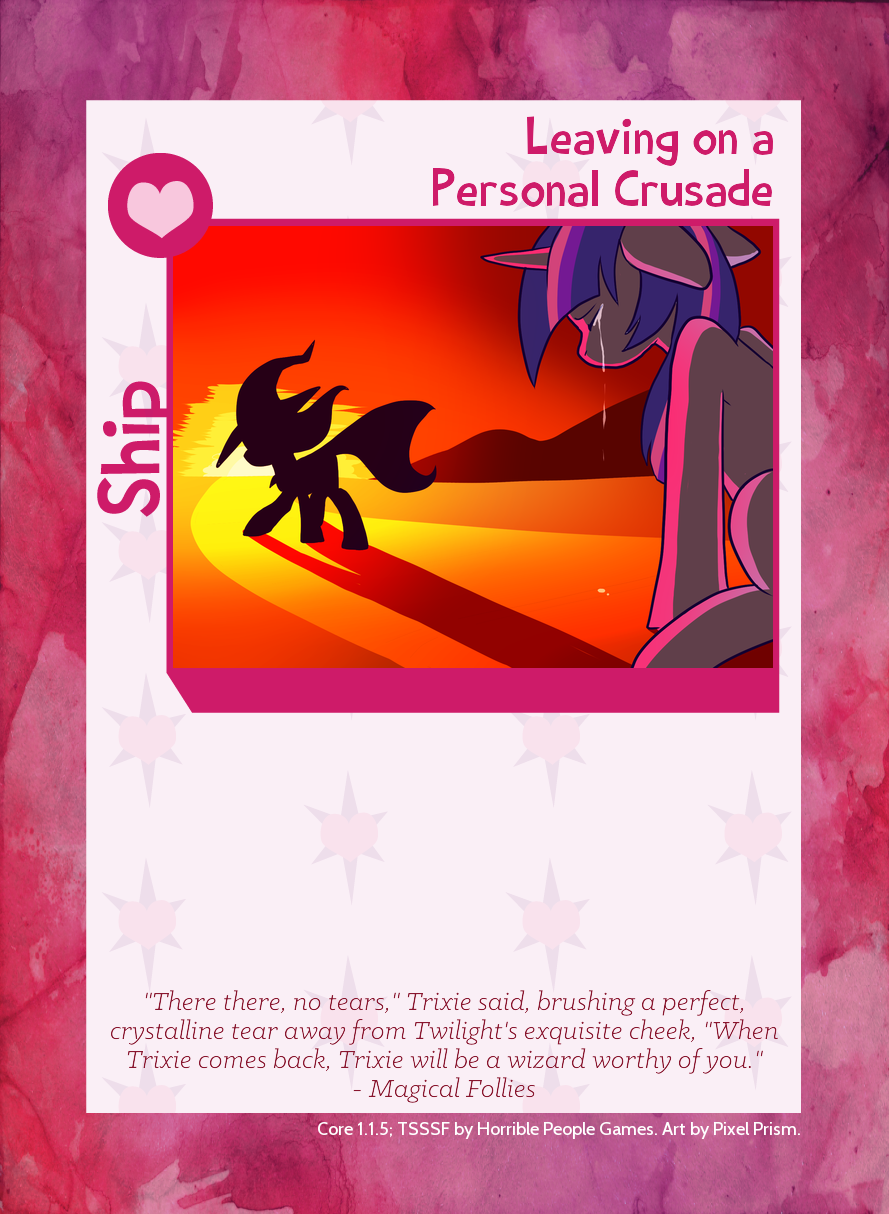 Leaving on a
Personal Crusade
Ship
"There there, no tears," Trixie said, brushing a perfect,
crystalline tear away from Twilight's exquisite cheek, "When
Trixie comes back, Trixie will be a wizard worthy of you."
- Magical Follies
Core 1.1.5; TSSSF by Horrible People Games. Art by Pixel Prism.